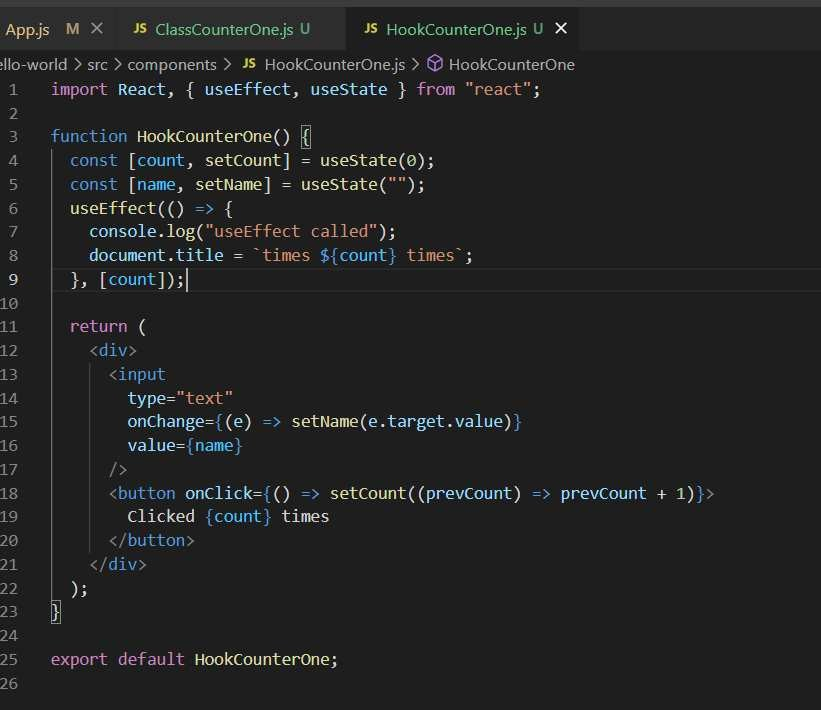 App.js M
JS ClassCounterOne.js U
JS HookCounterOne.js U
ello-world > src > components > JS HookCounterOne.js > HookCounterOne
1 import React, { useEffect, useState } from "react";
2
3 function HookCounterOne() {
4 const [count, setCount] = useState(0);
5 const [name, setName] = useState("");
6 useEffect(() => {
7 console.log("useEffect called");
8 document.title = `times ${count} times`;
9 }, [count]);
10
11 return (
12 <div>
13 <input
14 type="text"
15 onChange={(e) => setName(e.target.value)}
16 value={name}
17 />
18 <button onClick={() => setCount((prevCount) => prevCount + 1)}>
19 Clicked {count} times
20 </button>
21 </div>
22 );
23 }
24
25 export default HookCounterOne;
26